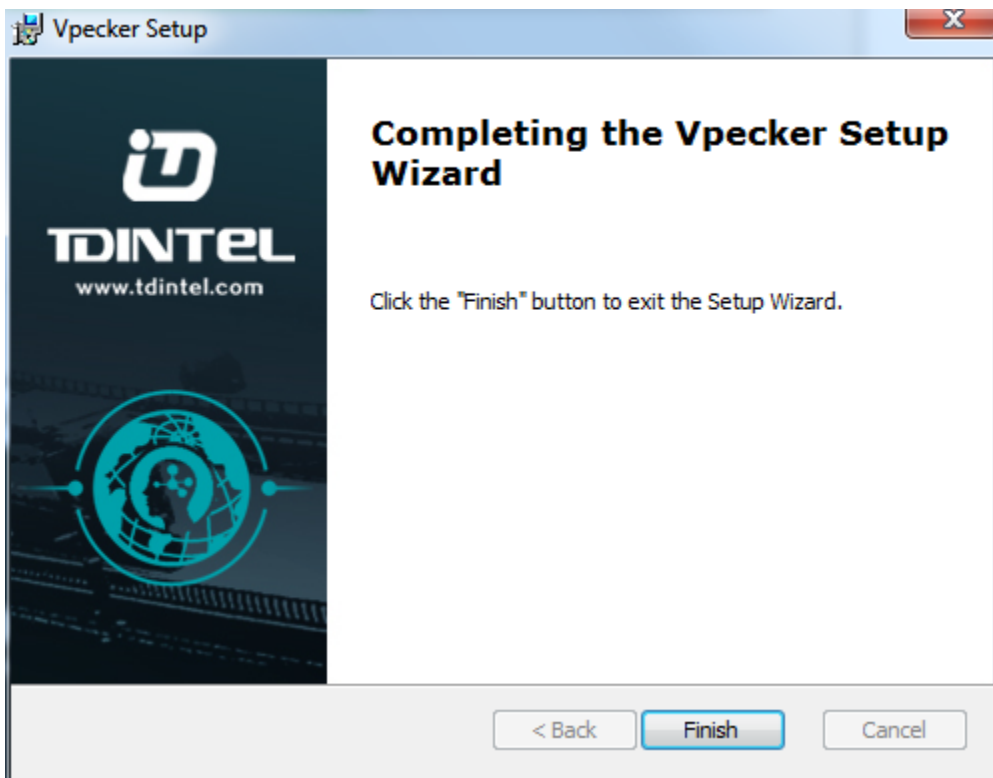 Vpecker Setup
TDINTEL
www.tdintel.com
Completing the Vpecker Setup
Wizard
Click the "Finish" button to exit the Setup Wizard.
< Back
Finish
Cancel